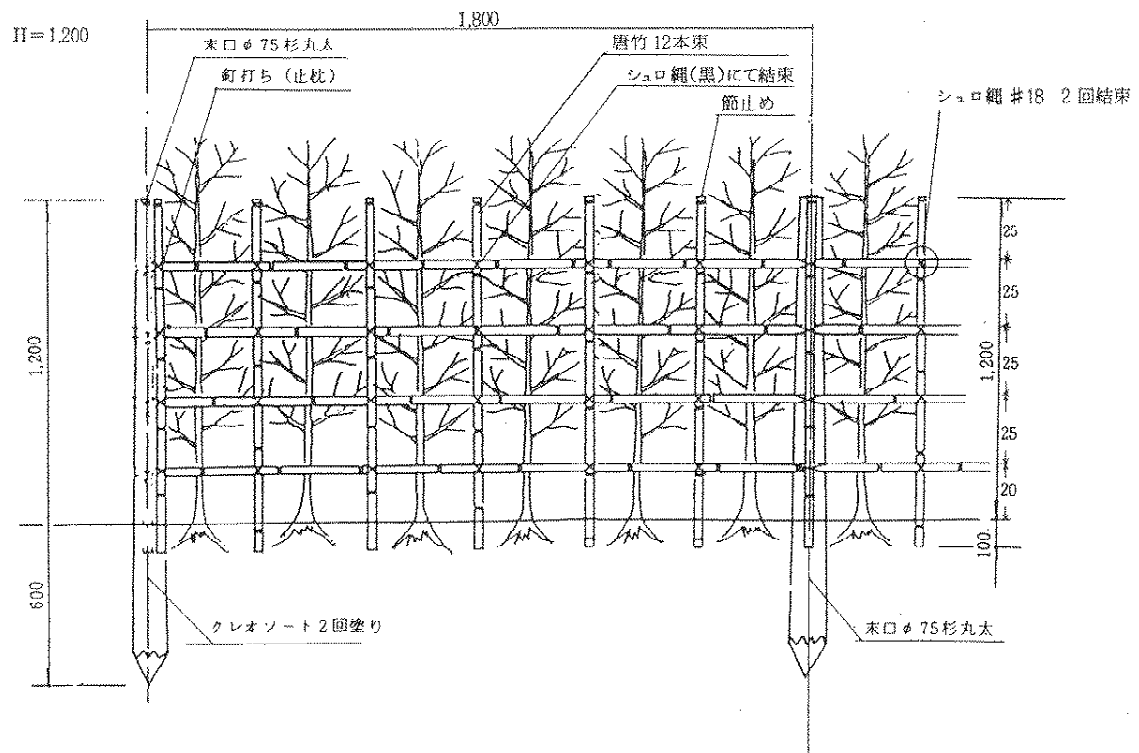 H=1,200
1,800
末口φ75杉丸太
釘打ち(止杭)
唐竹12本束
シュロ縄(黒)にて結束
節止め
シュロ縄 #18 2回結束
1,200
600
25
25
25
25
20
1,200
100
クレオソート2回塗り
末口φ75杉丸太